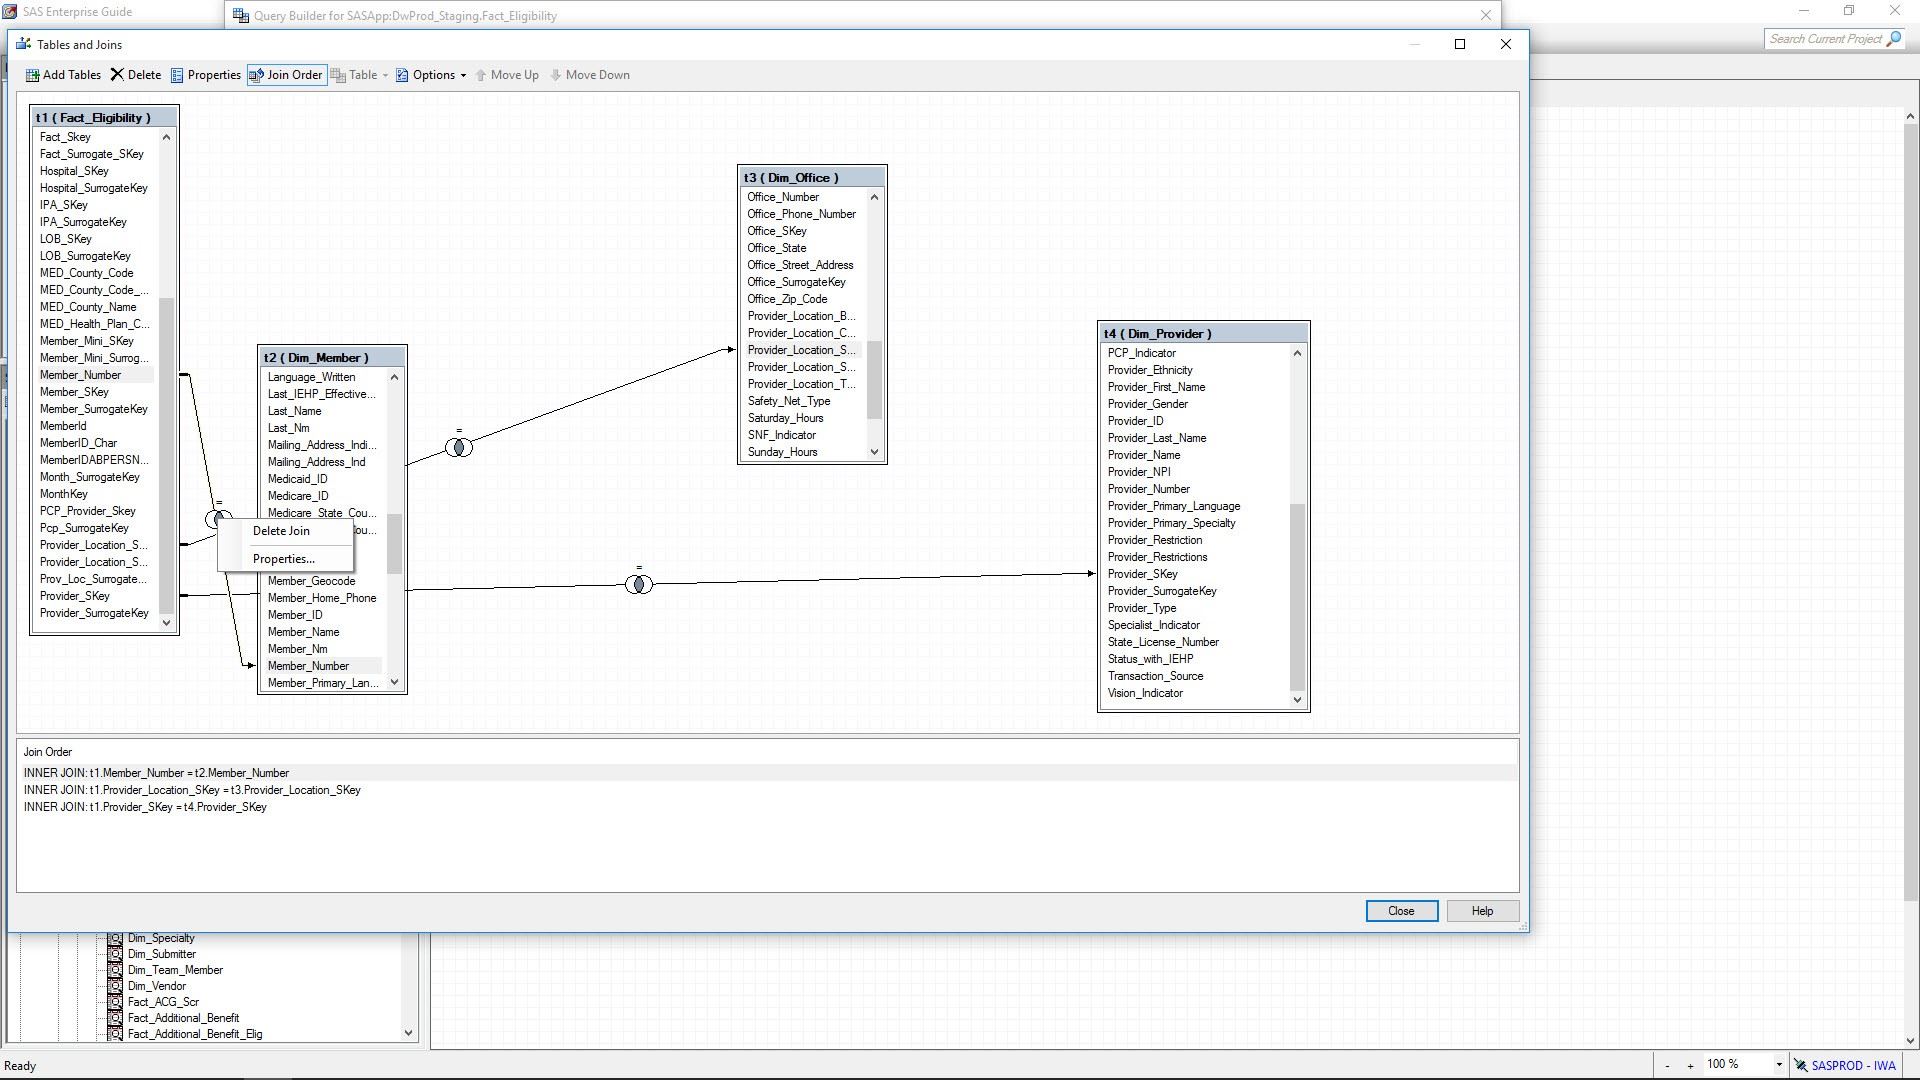 SAS Enterprise Guide
Query Builder for SASApp:DwProd_Staging.Fact_Eligibility
Search Current Project
Tables and Joins
Add Tables Delete Properties Join Order Table Options Move Up Move Down
t1 ( Fact_Eligibility )
Fact_Skey
Fact_Surrogate_SKey
Hospital_SKey
Hospital_SurrogateKey
IPA_SKey
IPA_SurrogateKey
LOB_SKey
LOB_SurrogateKey
MED_County_Code
MED_County_Code_...
MED_County_Name
MED_Health_Plan_C...
Member_Mini_SKey
Member_Mini_Surrog...
Member_Number
Member_SKey
Member_SurrogateKey
MemberId
MemberID_Char
MemberIDABPERSN...
Month_SurrogateKey
MonthKey
PCP_Provider_Skey
Pcp_SurrogateKey
Provider_Location_S...
Provider_Location_S...
Prov_Loc_Surrogate...
Provider_SKey
Provider_SurrogateKey
=
Delete Join
Properties...
t2 ( Dim_Member )
Language_Written
Last_IEHP_Effective...
Last_Name
Last_Nm
Mailing_Address_Indi...
Mailing_Address_Ind
Medicaid_ID
Medicare_ID
Medicare_State_Cou...
Cou...
Member_Geocode
Member_Home_Phone
Member_ID
Member_Name
Member_Nm
Member_Number
Member_Primary_Lan...
=
=
t3 ( Dim_Office )
Office_Number
Office_Phone_Number
Office_SKey
Office_State
Office_Street_Address
Office_SurrogateKey
Office_Zip_Code
Provider_Location_B...
Provider_Location_C...
Provider_Location_S...
Provider_Location_S...
Provider_Location_T...
Safety_Net_Type
Saturday_Hours
SNF_Indicator
Sunday_Hours
t4 ( Dim_Provider )
PCP_Indicator
Provider_Ethnicity
Provider_First_Name
Provider_Gender
Provider_ID
Provider_Last_Name
Provider_Name
Provider_NPI
Provider_Number
Provider_Primary_Language
Provider_Primary_Specialty
Provider_Restriction
Provider_Restrictions
Provider_SKey
Provider_SurrogateKey
Provider_Type
Specialist_Indicator
State_License_Number
Status_with_IEHP
Transaction_Source
Vision_Indicator
Join Order
INNER JOIN: t1.Member_Number = t2.Member_Number
INNER JOIN: t1.Provider_Location_SKey = t3.Provider_Location_SKey
INNER JOIN: t1.Provider_SKey = t4.Provider_SKey
Close Help
Dim_Specialty
Dim_Submitter
Dim_Team_Member
Dim_Vendor
Fact_ACG_Scr
Fact_Additional_Benefit
Fact_Additional_Benefit_Elig
Ready
- + 100 % SASPROD - IWA